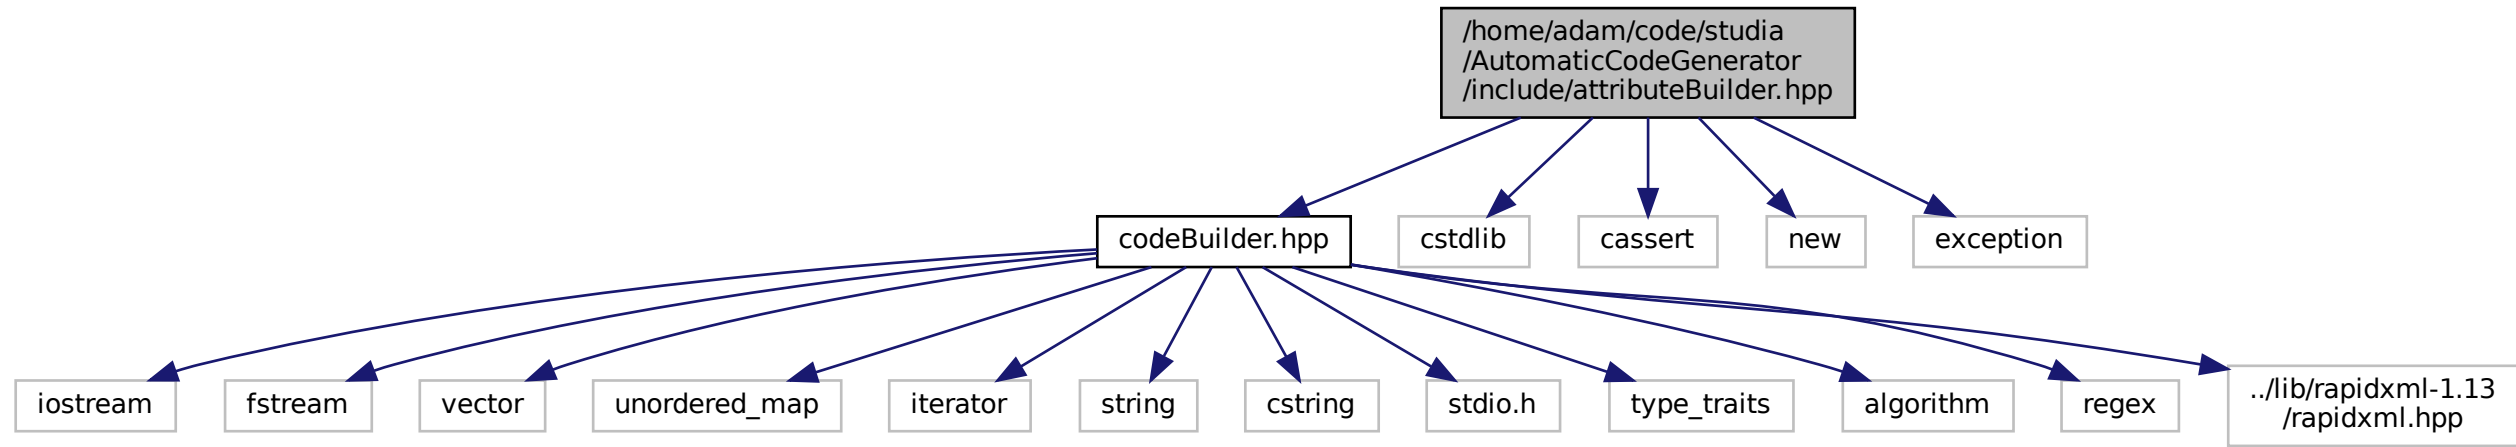 /home/adam/code/studia
/AutomaticCodeGenerator
/include/attributeBuilder.hpp
codeBuilder.hpp
cstdlib
cassert
new
exception
iostream
fstream
vector
unordered_map
iterator
string
cstring
stdio.h
type_traits
algorithm
regex
../lib/rapidxml-1.13
/rapidxml.hpp